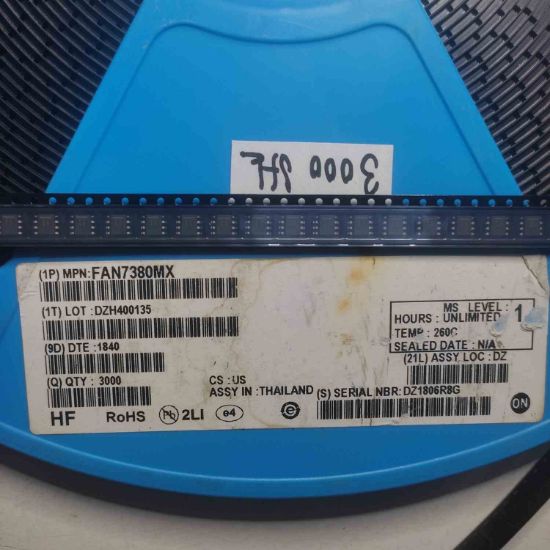 3000 ɘHE
(1P) MPN:FAN7380MX
(1T) LOT :DZH400135
(9D) DTE :1840
(Q) QTY : 3000
CS : US
ASSY IN : THAILAND
MS LEVEL : 1
HOURS : UNLIMITED
TEMP : 260C
SEALED DATE : N/A
(21L) ASSY LOC : DZ
(S) SERIAL NBR: DZ1806R8G
HF RoHS Pb 2LI e4 e ON